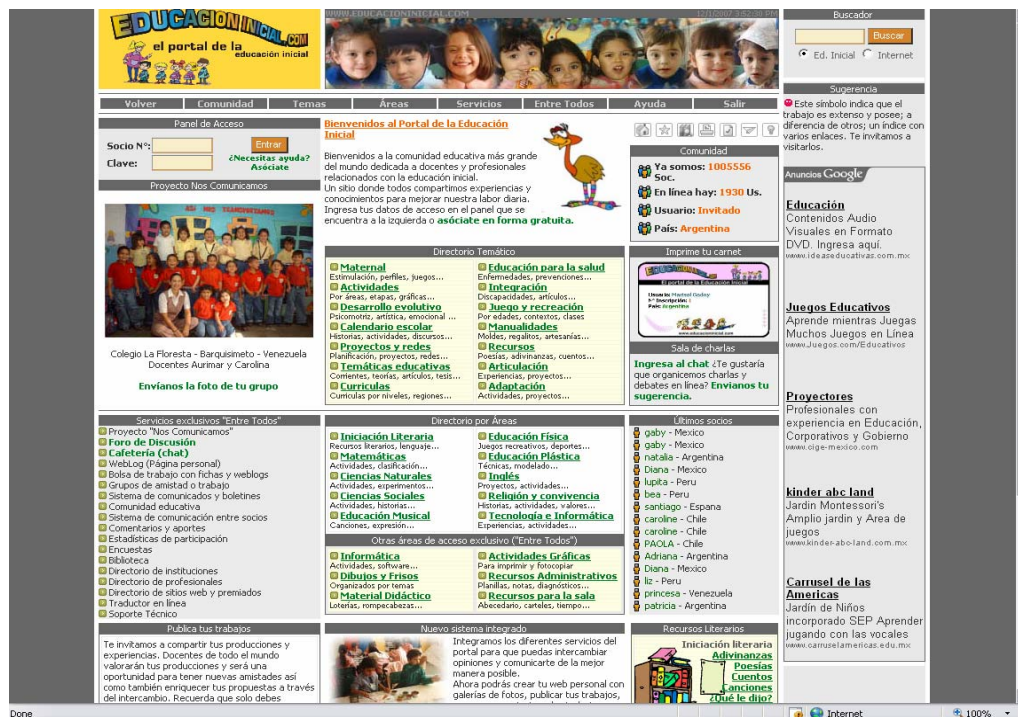 EDUCACIONINICIAL.COM
el portal de la
educación inicial
WWW.EDUCACIONINICIAL.COM
Buscador
Buscar
Ed. Inicial Internet
Volver Comunidad Temas Áreas Servicios Entre Todos Ayuda Salir
Panel de Acceso
Socio Nº:
Entrar
Clave:
¿Necesitas ayuda?
Asóciate
Proyecto Nos Comunicamos
Colegio La Floresta - Barquisimeto - Venezuela
Docentes Aurimar y Carolina
Envíanos la foto de tu grupo
Bienvenidos al Portal de la Educación
Inicial
Bienvenidos a la comunidad educativa más grande
del mundo dedicada a docentes y profesionales
relacionados con la educación inicial.
Un sitio donde todos compartimos experiencias y
conocimientos para mejorar nuestra labor diaria.
Ingresa tus datos de acceso en el panel que se
encuentra a la izquierda o asóciate en forma gratuita.
Comunidad
Ya somos: 1005556
Soc.
En línea hay: 1930 Us.
Usuario: Invitado
País: Argentina
Sugerencia
Este símbolo indica que el
trabajo es extenso y posee; a
diferencia de otros; un índice con
varios enlaces. Te invitamos a
visitarlos.
Directorio Temático
Maternal
Estimulación, perfiles, juegos...
Actividades
Por áreas, etapas, gráficas...
Desarrollo evolutivo
Psicomotriz, artística, emocional ...
Calendario escolar
Historias, actividades, discursos...
Proyectos y redes
Planificación, proyectos, redes...
Temáticas educativas
Corrientes, teorías, artículos, tesis...
Curriculas
Curriculas por niveles, regiones...
Educación para la salud
Enfermedades, prevenciones...
Integración
Discapacidades, artículos...
Juego y recreación
Por edades, contextos, clases
Manualidades
Moldes, regalitos, artesanías...
Recursos
Poesías, adivinanzas, cuentos...
Articulación
Experiencias, proyectos...
Adaptación
Actividades, proyectos...
Imprime tu carnet
EDUCACIONINICIAL
El portal de la Educación Inicial
País: Argentina
www.educacioninicial.com
Sala de charlas
Ingresa al chat ¿Te gustaría
que organicemos charlas y
debates en línea? Envianos tu
sugerencia.
Anuncios Google
Educación
Contenidos Audio
Visuales en Formato
DVD. Ingresa aquí.
www.ideaseducativas.com.mx
Juegos Educativos
Aprende mientras Juegas
Muchos Juegos en Línea
www.Juegos.com/Educativos
Proyectores
Profesionales con
experiencia en Educación,
Corporativos y Gobierno
www.cige-mexico.com
kinder abc land
Jardin Montessori's
Amplio jardin y Area de
juegos
www.kinder-abc-land.com.mx
Carrusel de las
Americas
Jardín de Niños
incorporado SEP Aprender
jugando con las vocales
www.carruselamericas.edu.mx
Servicios exclusivos "Entre Todos"
Proyecto "Nos Comunicamos"
Foro de Discusión
Cafetería (chat)
WebLog (Página personal)
Bolsa de trabajo con fichas y weblogs
Grupos de amistad o trabajo
Sistema de comunicados y boletines
Comunidad educativa
Sistema de comunicación entre socios
Comentarios y aportes
Estadísticas de participación
Encuestas
Biblioteca
Directorio de instituciones
Directorio de profesionales
Directorio de sitios web y premiados
Traductor en línea
Soporte Técnico
Directorio por Áreas
Iniciación Literaria
Recursos literarios, lenguaje...
Matemáticas
Actividades, clasificación...
Ciencias Naturales
Actividades, experimentos...
Ciencias Sociales
Actividades, historias...
Educación Musical
Canciones, expresión...
Educación Física
Juegos recreativos, deportes...
Educación Plástica
Técnicas, modelado...
Inglés
Proyectos, actividades...
Religión y convivencia
Historias, actividades, valores...
Tecnología e Informática
Experiencias, actividades...
Otras áreas de acceso exclusivo ("Entre Todos")
Informática
Actividades, software...
Dibujos y Frisos
Organizados por temas
Material Didáctico
Loterias, rompecabezas...
Actividades Gráficas
Para imprimir y fotocopiar
Recursos Administrativos
Planillas, notas, diagnósticos...
Recursos para la sala
Abecedario, carteles, tiempo...
Últimos socios
gaby - Mexico
gaby - Mexico
natalia - Argentina
Diana - Mexico
lupita - Peru
bea - Peru
santiago - Espana
caroline - Chile
caroline - Chile
PAOLA - Chile
Adriana - Argentina
Diana - Mexico
liz - Peru
princesa - Venezuela
patricia - Argentina
Publica tus trabajos
Te invitamos a compartir tus producciones y
experiencias. Docentes de todo el mundo
valorarán tus producciones y será una
oportunidad para tener nuevas amistades así
como también enriquecer tus propuestas a través
del intercambio. Recuerda que solo debes
Nuevo sistema integrado
Integramos los diferentes servicios del
portal para que puedas intercambiar
opiniones y comunicarte de la mejor
manera posible.
Ahora podrás crear tu web personal con
galerías de fotos, publicar tus trabajos,
Recursos Literarios
Iniciación literaria
Adivinanzas
Poesías
Cuentos
Canciones
¿Qué le dijo?
Done
Internet
100%